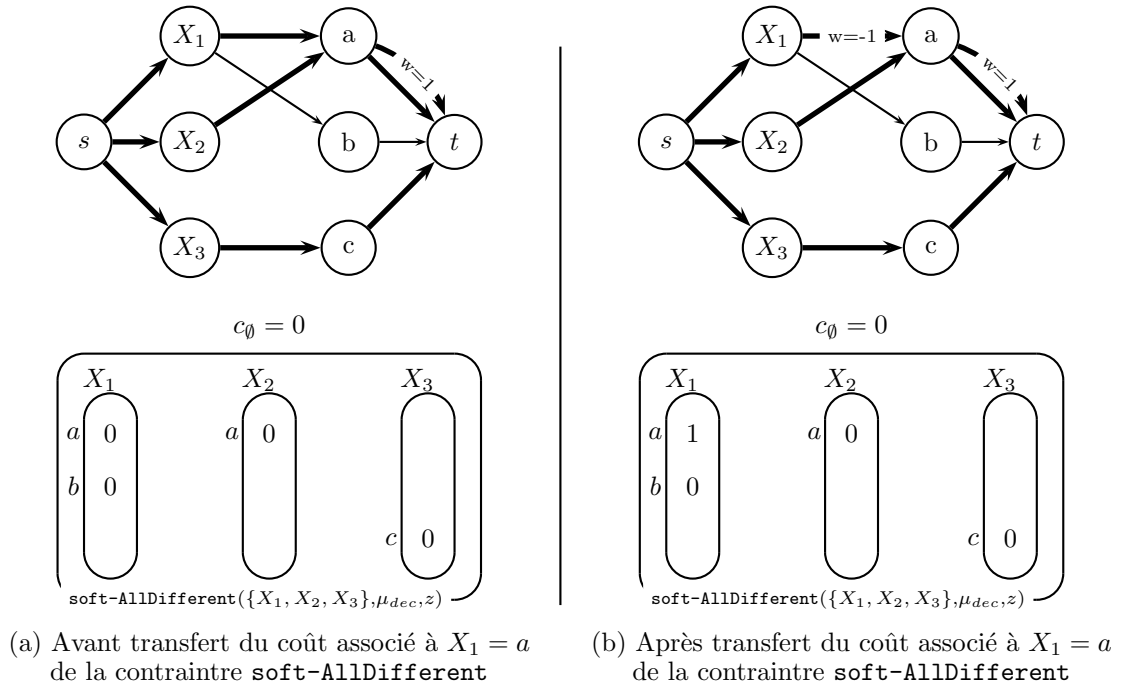 X₁ a
w=1
s X₂ b t
X₃ c
c∅ = 0
X₁ X₂ X₃
a 0 a 0
b 0
c 0
soft-AllDifferent({X₁, X₂, X₃},μdec,z)
(a) Avant transfert du coût associé à X₁ = a
de la contraintre soft-AllDifferent
X₁ w=-1 a
w=1
s X₂ b t
X₃ c
c∅ = 0
X₁ X₂ X₃
a 1 a 0
b 0
c 0
soft-AllDifferent({X₁, X₂, X₃},μdec,z)
(b) Après transfert du coût associé à X₁ = a
de la contraintre soft-AllDifferent